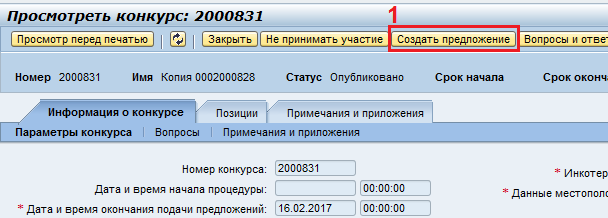 Просмотреть конкурс: 2000831
1
Просмотр перед печатью Закрыть Не принимать участие Создать предложение Вопросы и отве
Номер 2000831 Имя Копия 0002000828 Статус Опубликовано Срок начала Срок оконча
Информация о конкурсе Позиции Примечания и приложения
Параметры конкурса Вопросы Примечания и приложения
Номер конкурса: 2000831 * Инкотер
Дата и время начала процедуры: 00:00:00 * Данные местополо
* Дата и время окончания подачи предложений: 16.02.2017 00:00:00